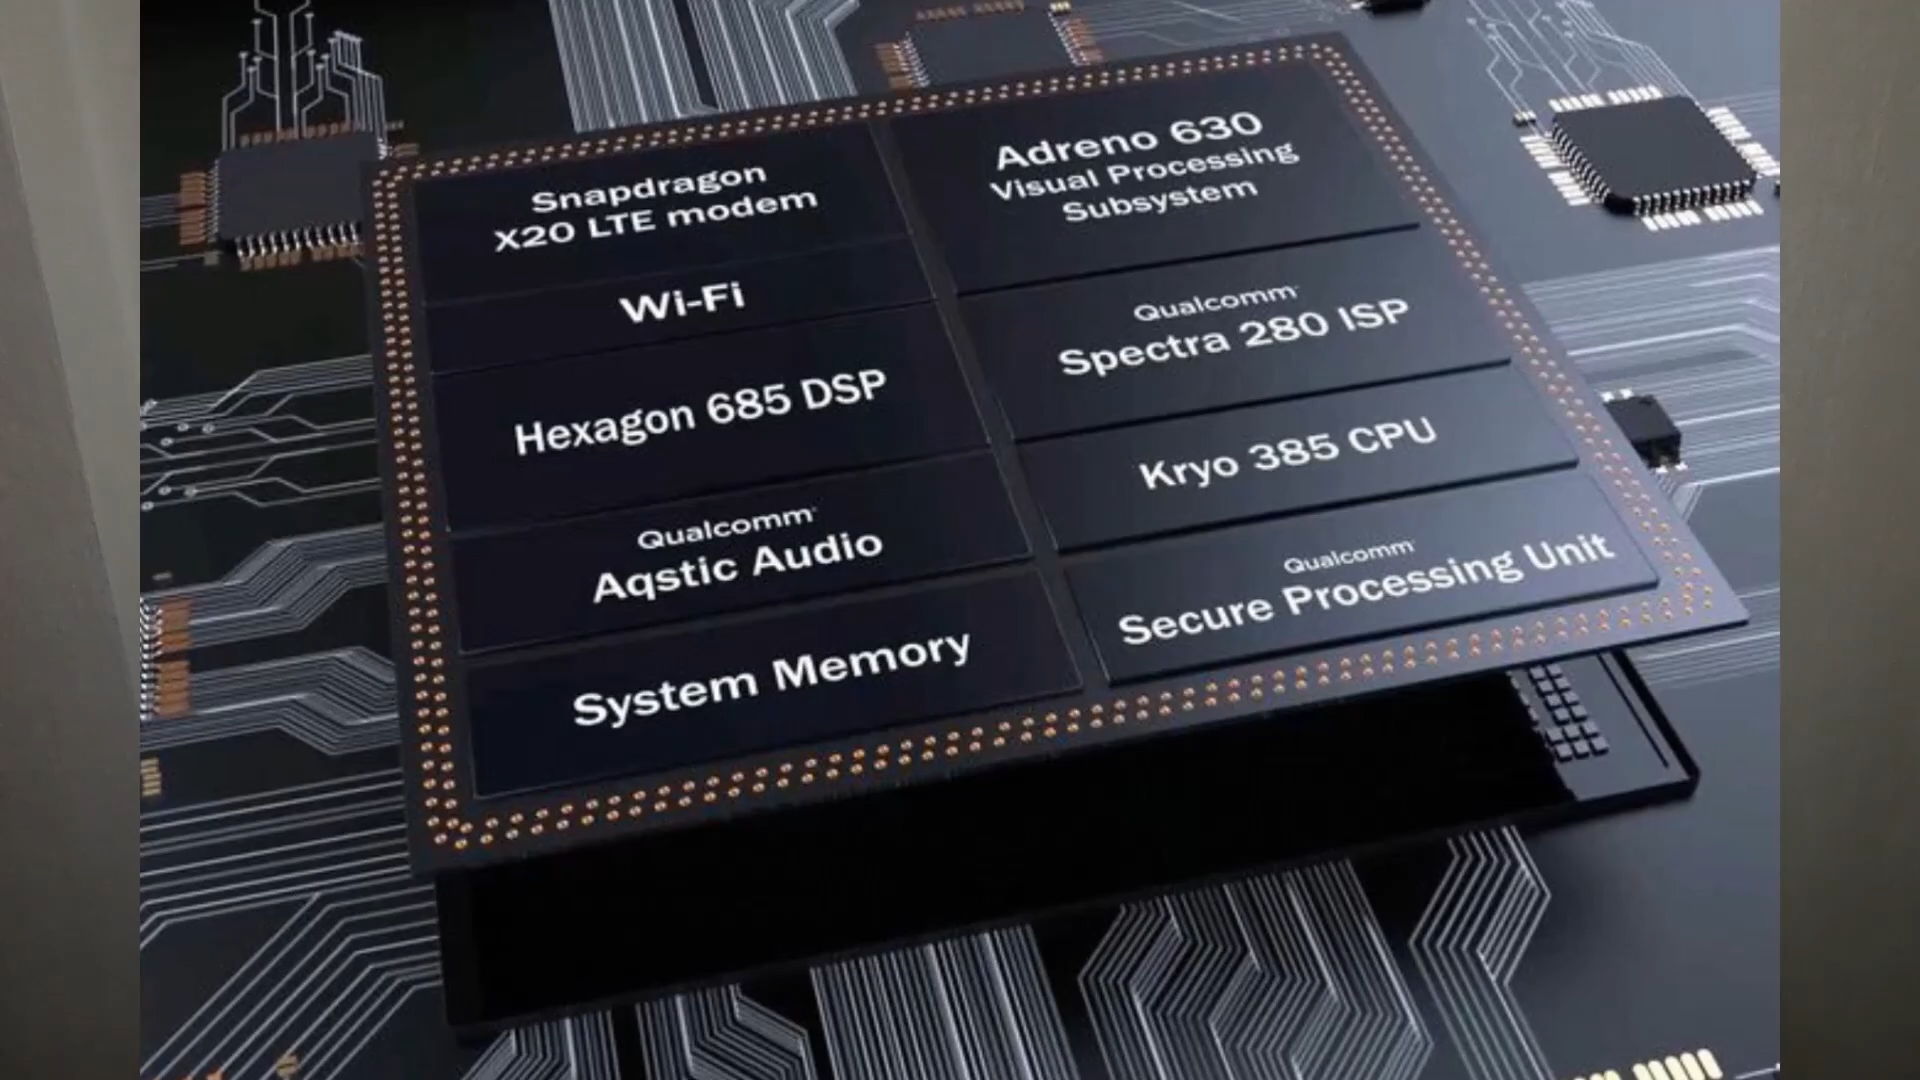 Snapdragon
X20 LTE modem
Wi-Fi
Hexagon 685 DSP
Qualcomm
Aqstic Audio
System Memory
Adreno 630
Visual Processing
Subsystem
Qualcomm
Spectra 280 ISP
Kryo 385 CPU
Qualcomm
Secure Processing Unit